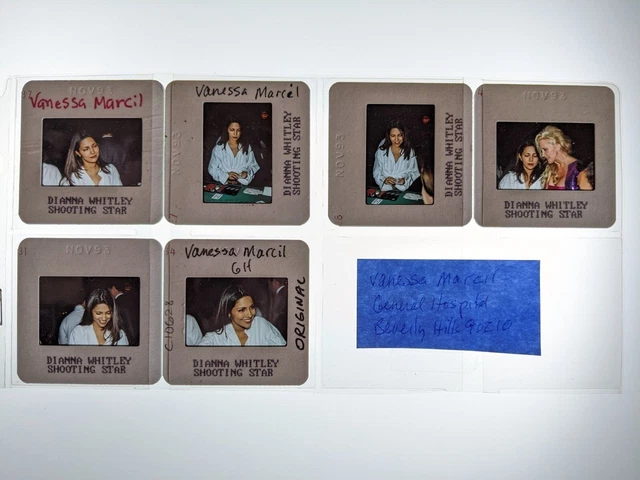 NOV93
Vanessa Marcil
DIANNA WHITLEY
SHOOTING STAR
Vanessa Marcel
NOV93
DIANNA WHITLEY
SHOOTING STAR
NOV93
DIANNA WHITLEY
SHOOTING STAR
NOV93
DIANNA WHITLEY
SHOOTING STAR
31
NOV93
DIANNA WHITLEY
SHOOTING STAR
Vanessa Marcil
GH
ORIGINAL
DIANNA WHITLEY
SHOOTING STAR
Vanessa Marcil
General Hospital
Beverly Hills 90210